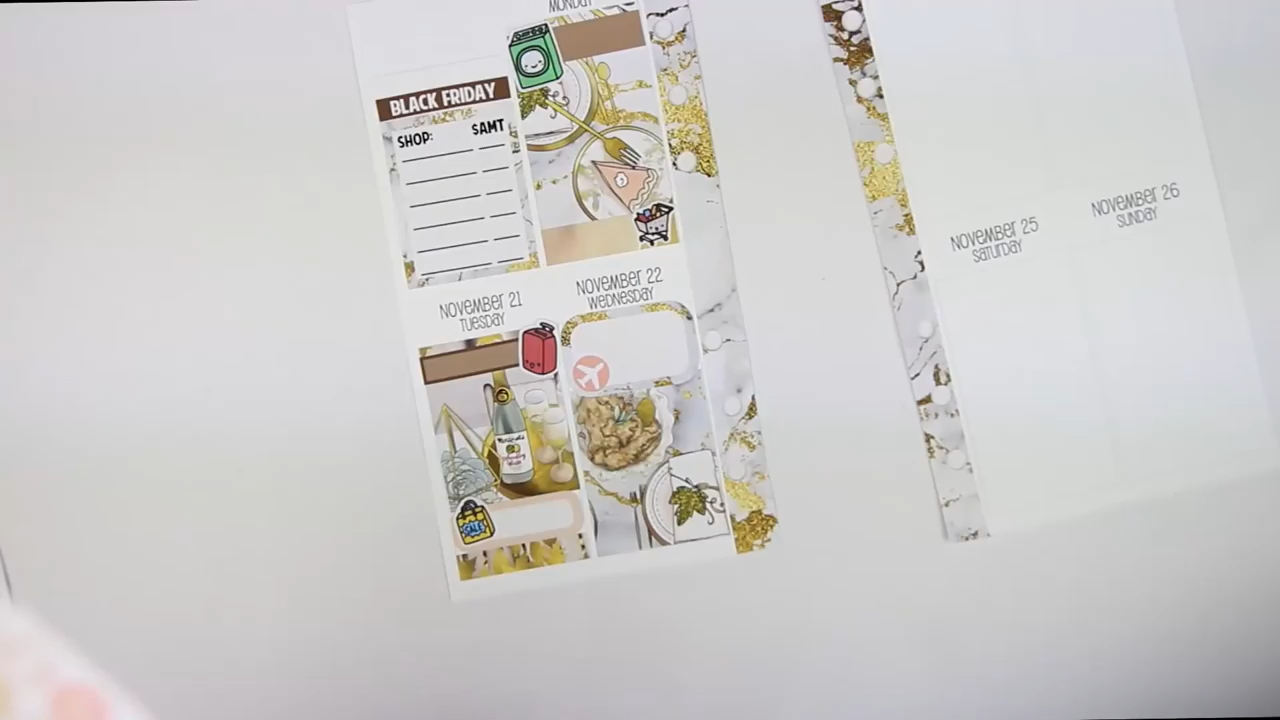 MONDAY
BLACK FRIDAY
SHOP: $AMT
NOVEMBER 21
TUESDAY
NOVEMBER 22
WEDNESDAY
SALE
NOVEMBER 25
SATURDAY
NOVEMBER 26
SUNDAY